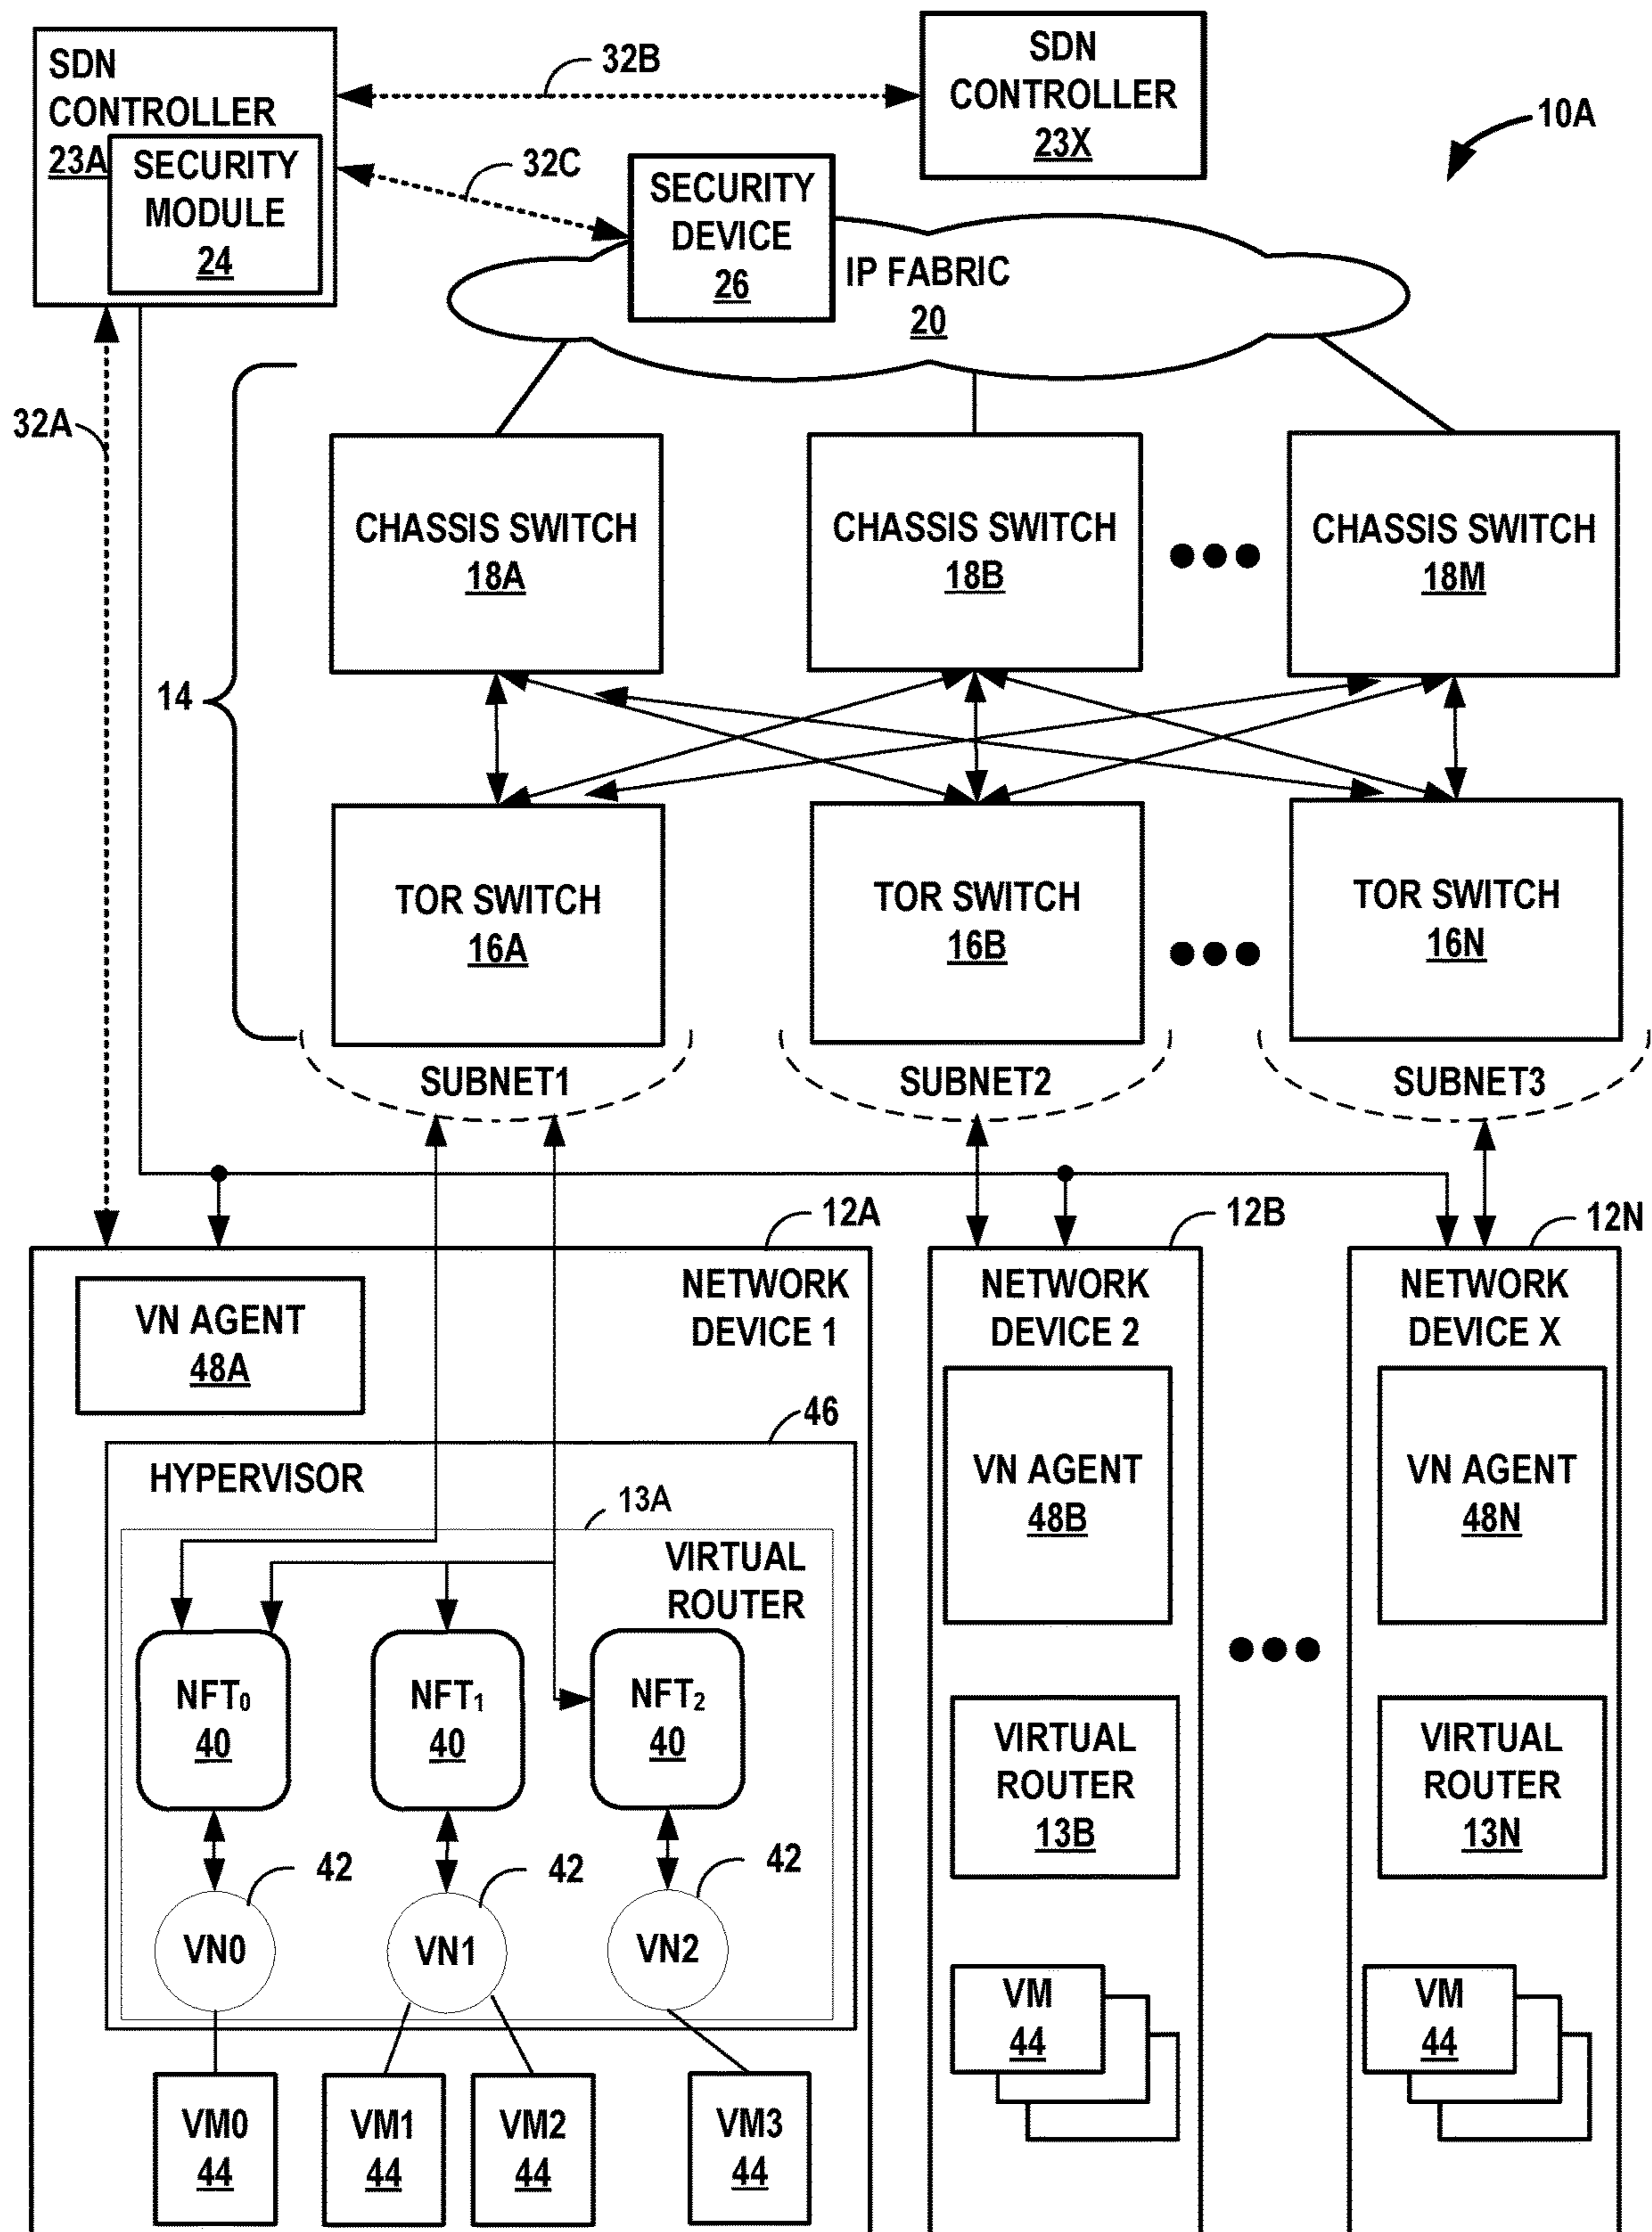 SDN
CONTROLLER
23A
SECURITY
MODULE
24
32B
SDN
CONTROLLER
23X
10A
32C
SECURITY
DEVICE
26
IP FABRIC
20
32A
14
CHASSIS SWITCH
18A
CHASSIS SWITCH
18B
CHASSIS SWITCH
18M
TOR SWITCH
16A
TOR SWITCH
16B
TOR SWITCH
16N
SUBNET1
SUBNET2
SUBNET3
12A
12B
12N
VN AGENT
48A
NETWORK
DEVICE 1
46
HYPERVISOR
13A
VIRTUAL
ROUTER
NFT₀
40
NFT₁
40
NFT₂
40
42
42
42
VN0
VN1
VN2
VM0
44
VM1
44
VM2
44
VM3
44
NETWORK
DEVICE 2
VN AGENT
48B
VIRTUAL
ROUTER
13B
VM
44
NETWORK
DEVICE X
VN AGENT
48N
VIRTUAL
ROUTER
13N
VM
44